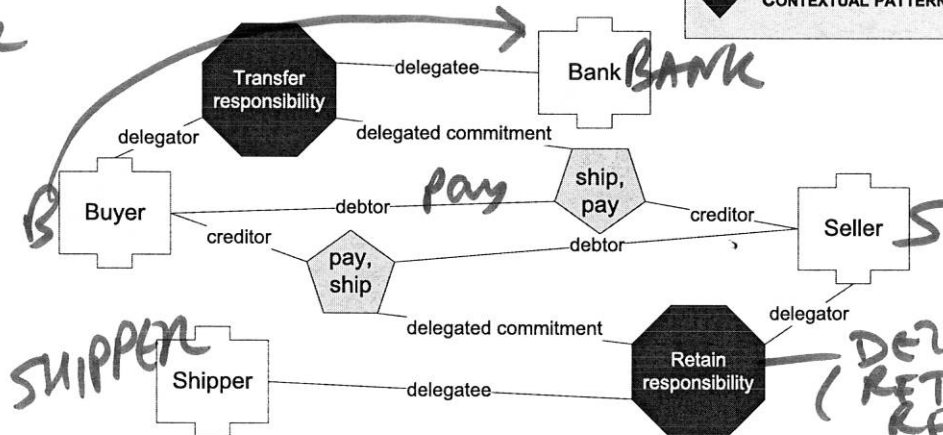 CONTEXTUAL PATTERN
Transfer
responsibility
delegatee
Bank
BANK
delegator
delegated commitment
B
Buyer
debtor
pay
ship,
pay
creditor
Seller
S
creditor
debtor
pay,
ship
delegator
delegated commitment
SHIPPER
Shipper
delegatee
Retain
responsibility